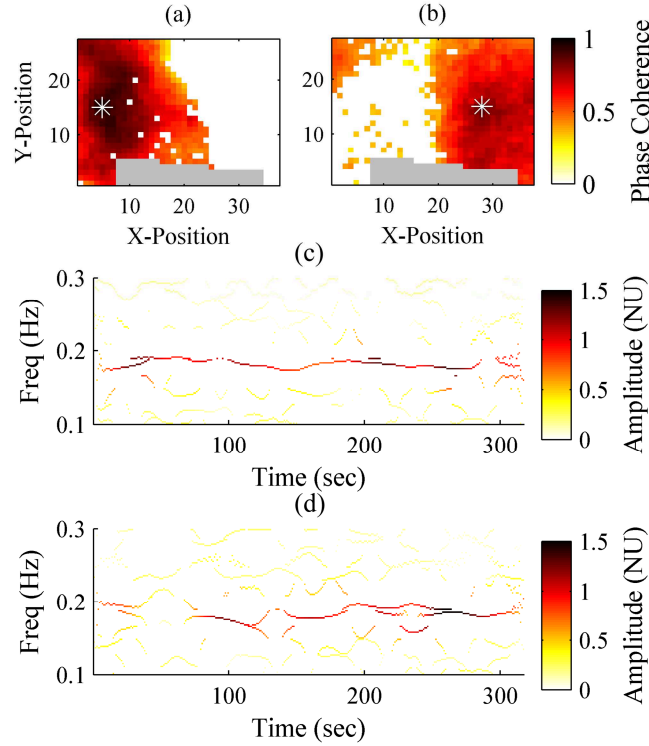 (a)
(b)
Y-Position
20
10
10 20 30
X-Position
20
10
10 20 30
X-Position
1
0.5
0
Phase Coherence
(c)
Freq (Hz)
0.3
0.2
0.1
100 200 300
Time (sec)
1.5
1
0.5
0
Amplitude (NU)
(d)
Freq (Hz)
0.3
0.2
0.1
100 200 300
Time (sec)
1.5
1
0.5
0
Amplitude (NU)